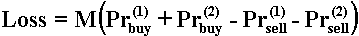 Loss = M(Pr_buy^(1) + Pr_buy^(2) - Pr_sell^(1) - Pr_sell^(2))